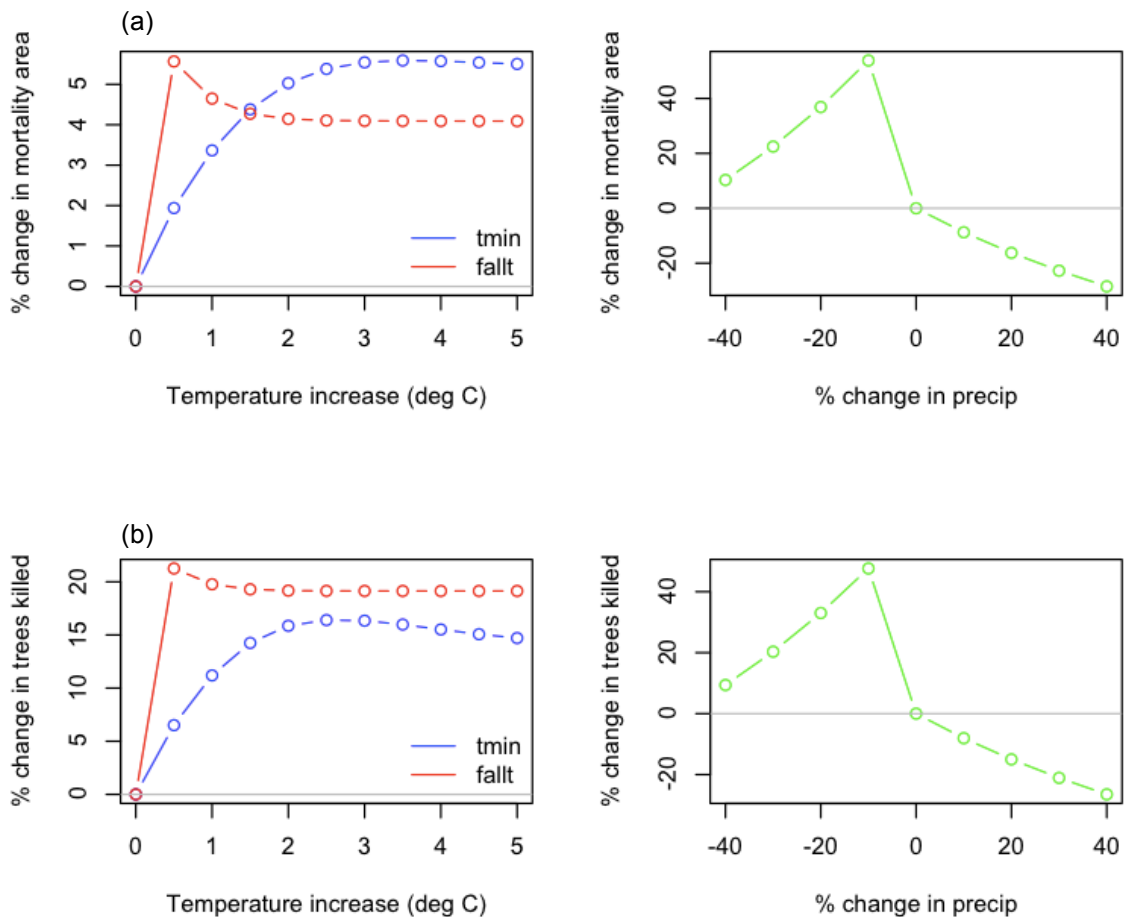 (a)
% change in mortality area
5
4
3
2
1
0
tmin
fallt
0 1 2 3 4 5
Temperature increase (deg C)
% change in mortality area
40
20
0
-20
-40 -20 0 20 40
% change in precip
(b)
% change in trees killed
20
15
10
5
0
tmin
fallt
0 1 2 3 4 5
Temperature increase (deg C)
% change in trees killed
40
20
0
-20
-40 -20 0 20 40
% change in precip